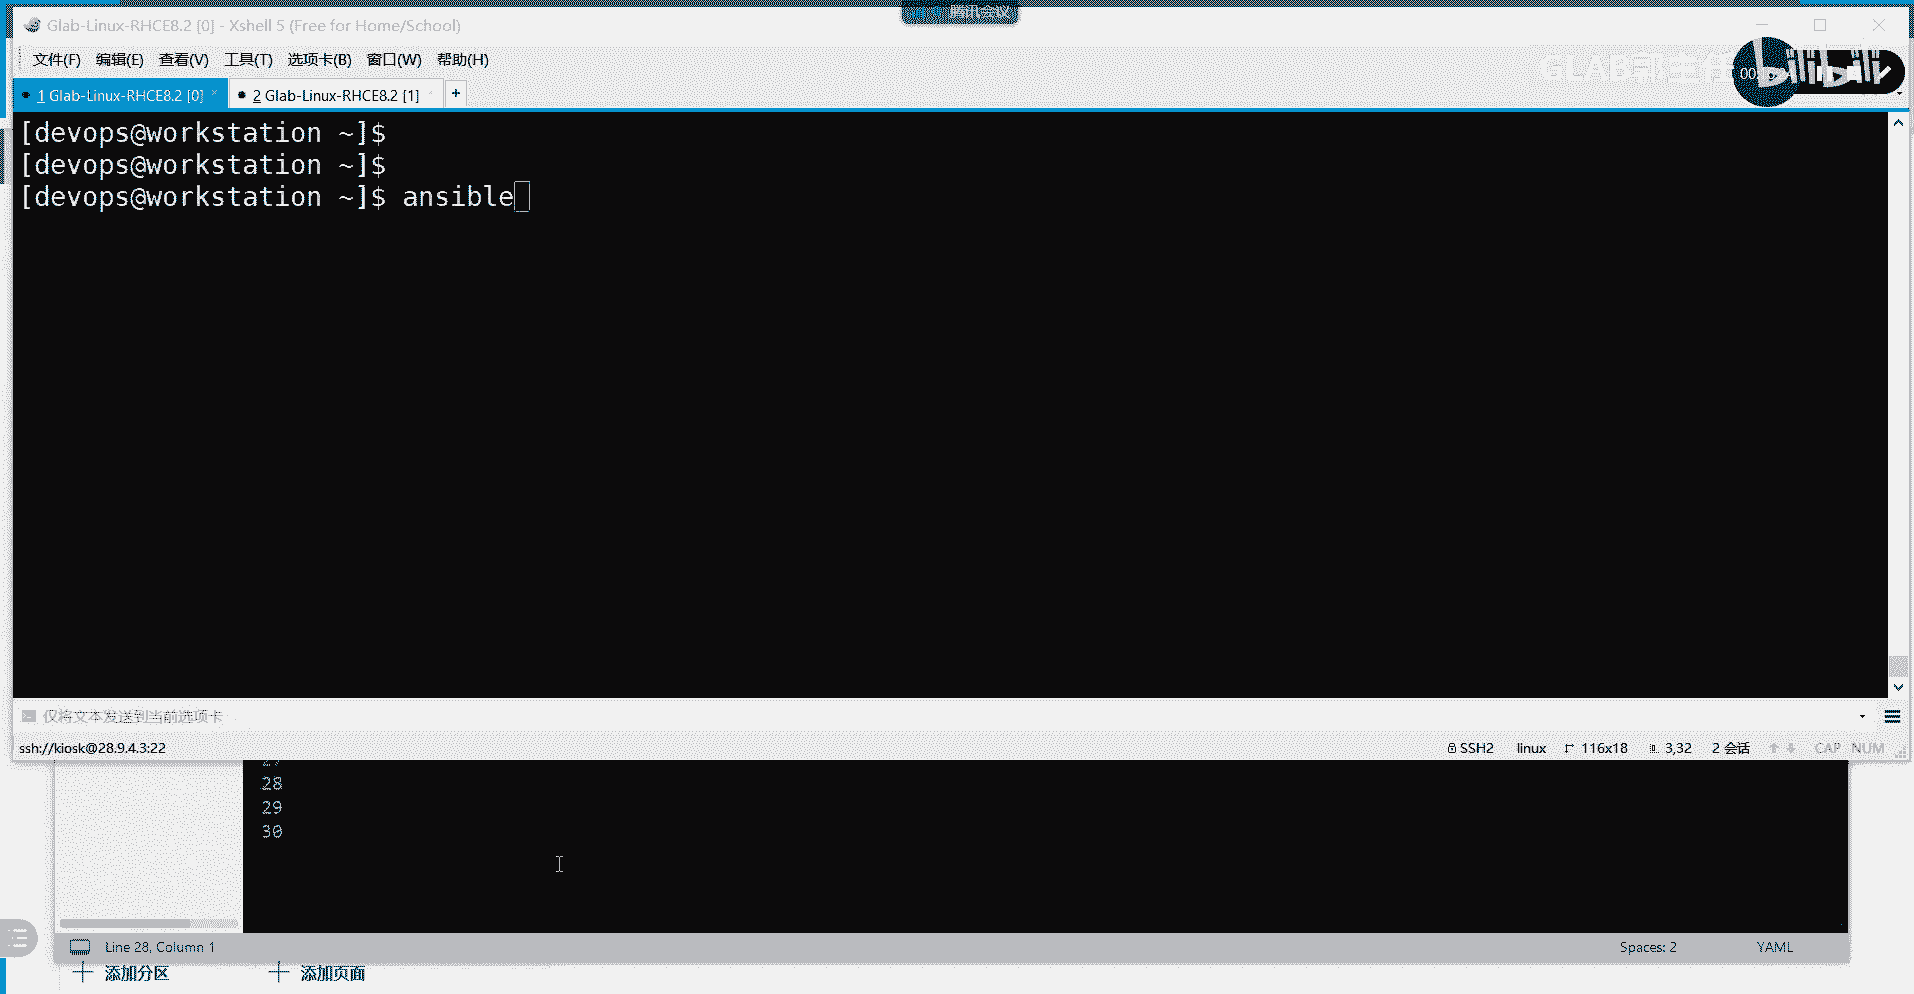 腾讯会议
Glab-Linux-RHCE8.2 [0] - Xshell 5 (Free for Home/School)
文件(F) 编辑(E) 查看(V) 工具(T) 选项卡(B) 窗口(W) 帮助(H)
bilibili
1 Glab-Linux-RHCE8.2 [0] × 2 Glab-Linux-RHCE8.2 [1] +
[devops@workstation ~]$
[devops@workstation ~]$
[devops@workstation ~]$ ansible
仅将文本发送到当前选项卡
ssh://kiosk@28.9.4.3:22 SSH2 linux 116x18 3,32 2 会话 CAP NUM
27
28
29
30
Line 28, Column 1 Spaces: 2 YAML
添加分区 添加页面